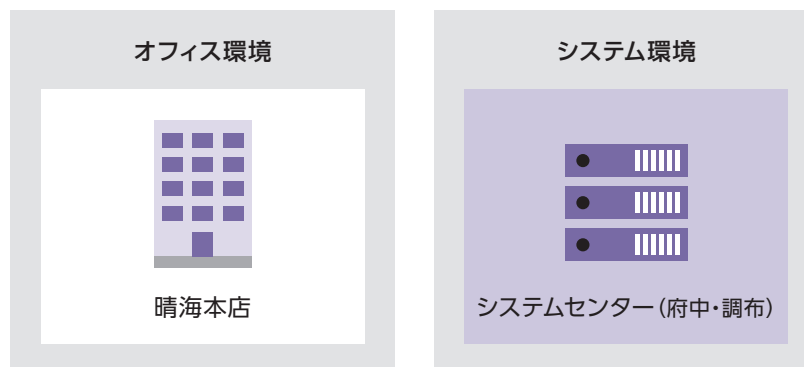 オフィス環境
晴海本店
システム環境
システムセンター（府中・調布）